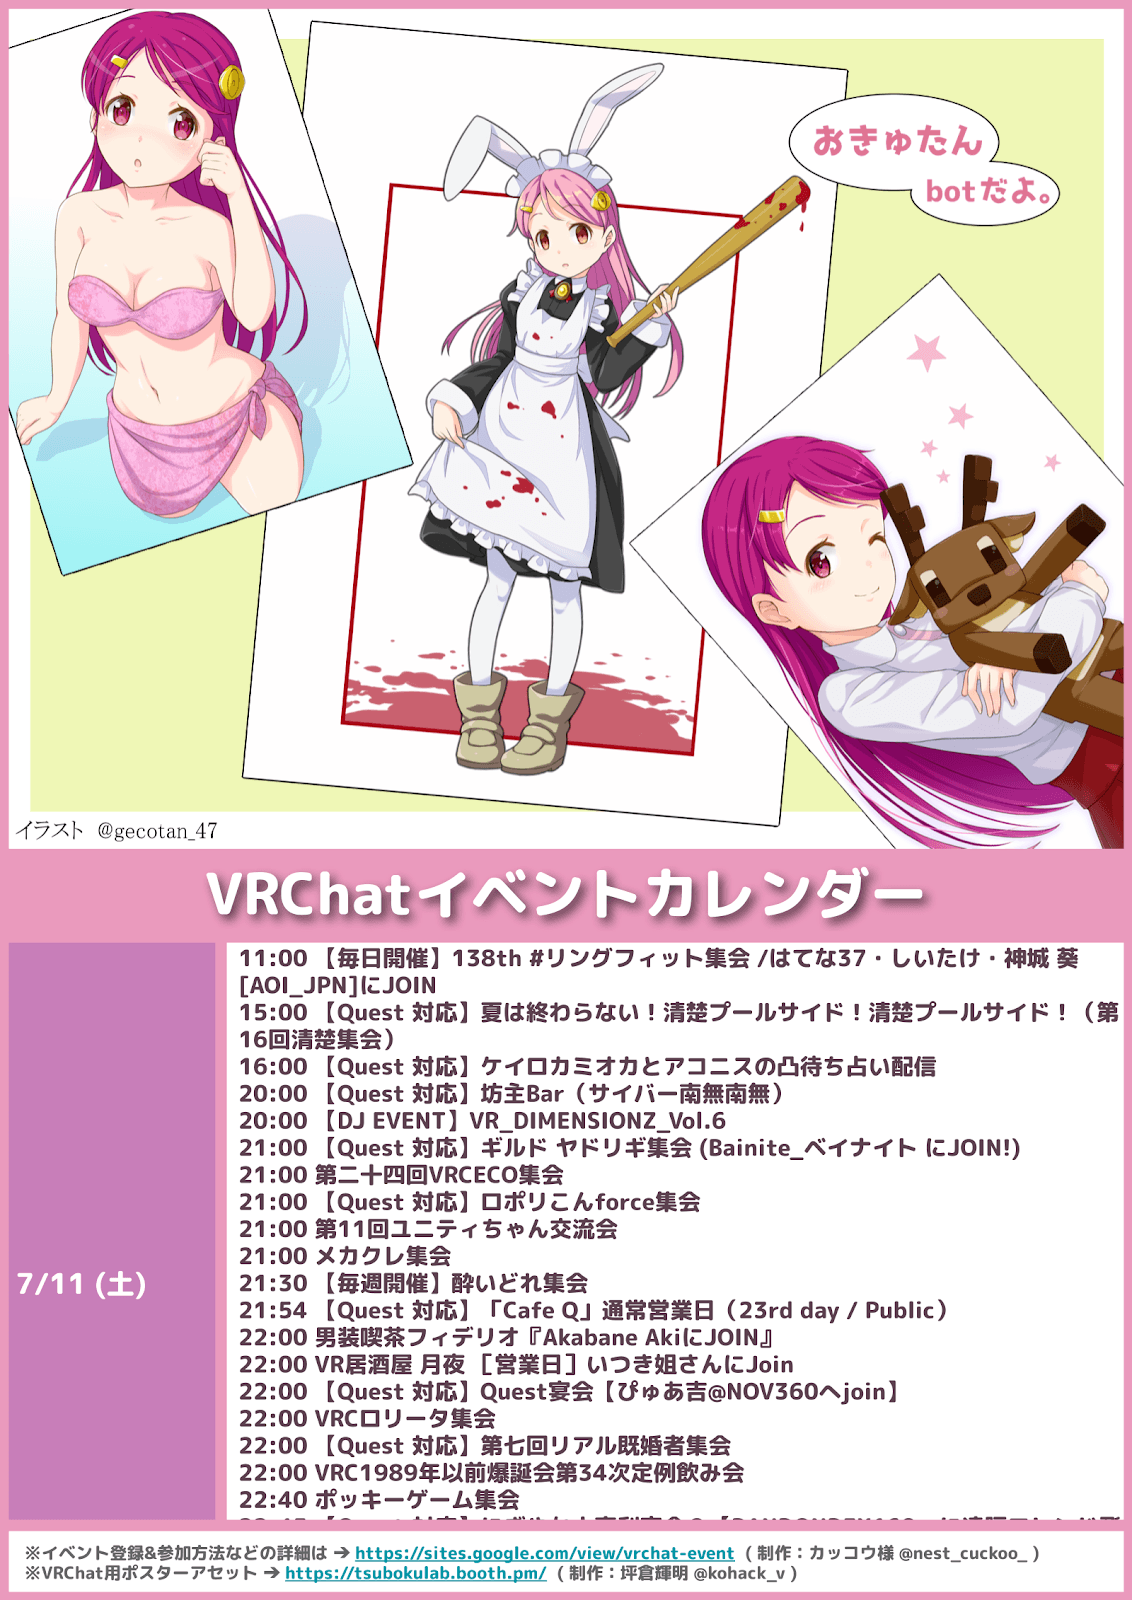 おきゅたん
botだよ。
イラスト @gecotan_47
VRChatイベントカレンダー
7/11 (土)
11:00 【毎日開催】138th #リングフィット集会 /はてな37・しいたけ・神城 葵
[AOI_JPN]にJOIN
15:00 【Quest 対応】夏は終わらない！清楚プールサイド！清楚プールサイド！（第
16回清楚集会）
16:00 【Quest 対応】ケイロカミオカとアコニスの凸待ち占い配信
20:00 【Quest 対応】坊主Bar（サイバー南無南無）
20:00 【DJ EVENT】VR_DIMENSIONZ_Vol.6
21:00 【Quest 対応】ギルド ヤドリギ集会 (Bainite_ベイナイト にJOIN!)
21:00 第二十四回VRCECO集会
21:00 【Quest 対応】ロポリこんforce集会
21:00 第11回ユニティちゃん交流会
21:00 メカクレ集会
21:30 【毎週開催】酔いどれ集会
21:54 【Quest 対応】「Cafe Q」通常営業日（23rd day / Public）
22:00 男装喫茶フィデリオ『Akabane AkiにJOIN』
22:00 VR居酒屋 月夜 ［営業日］いつき姐さんにJoin
22:00 【Quest 対応】Quest宴会【ぴゅあ吉@NOV360へjoin】
22:00 VRCロリータ集会
22:00 【Quest 対応】第七回リアル既婚者集会
22:00 VRC1989年以前爆誕会第34次定例飲み会
22:40 ポッキーゲーム集会
※イベント登録&参加方法などの詳細は ➔ https://sites.google.com/view/vrchat-event ( 制作：カッコウ様 @nest_cuckoo_ )
※VRChat用ポスターアセット ➔ https://tsubokulab.booth.pm/ ( 制作：坪倉輝明 @kohack_v )